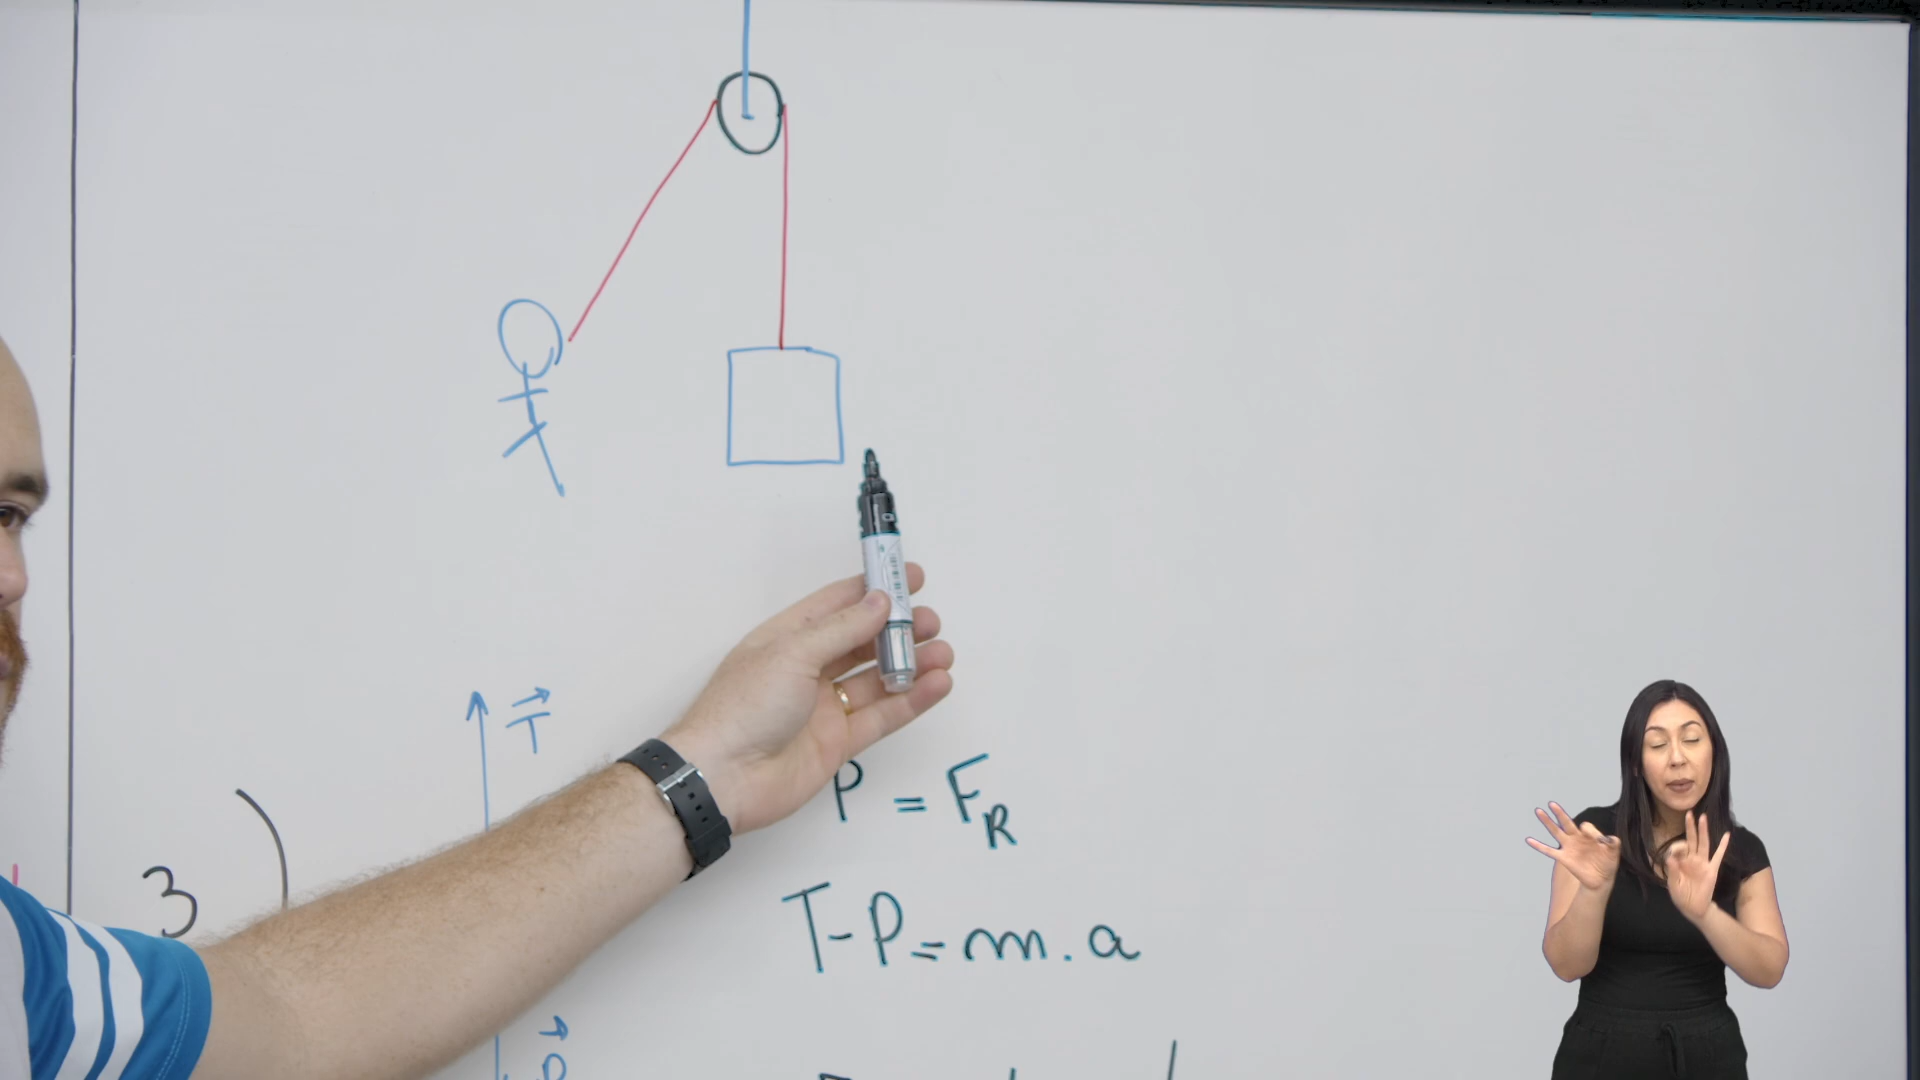 T
P = F_R
3)
T-P = m . a
P